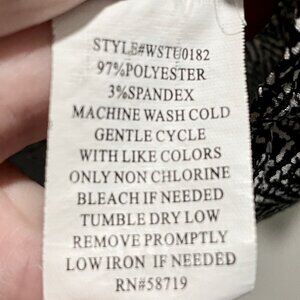 STYLE#WSTU0182
97%POLYESTER
3%SPANDEX
MACHINE WASH COLD
GENTLE CYCLE
WITH LIKE COLORS
ONLY NON CHLORINE
BLEACH IF NEEDED
TUMBLE DRY LOW
REMOVE PROMPTLY
LOW IRON IF NEEDED
RN#58719